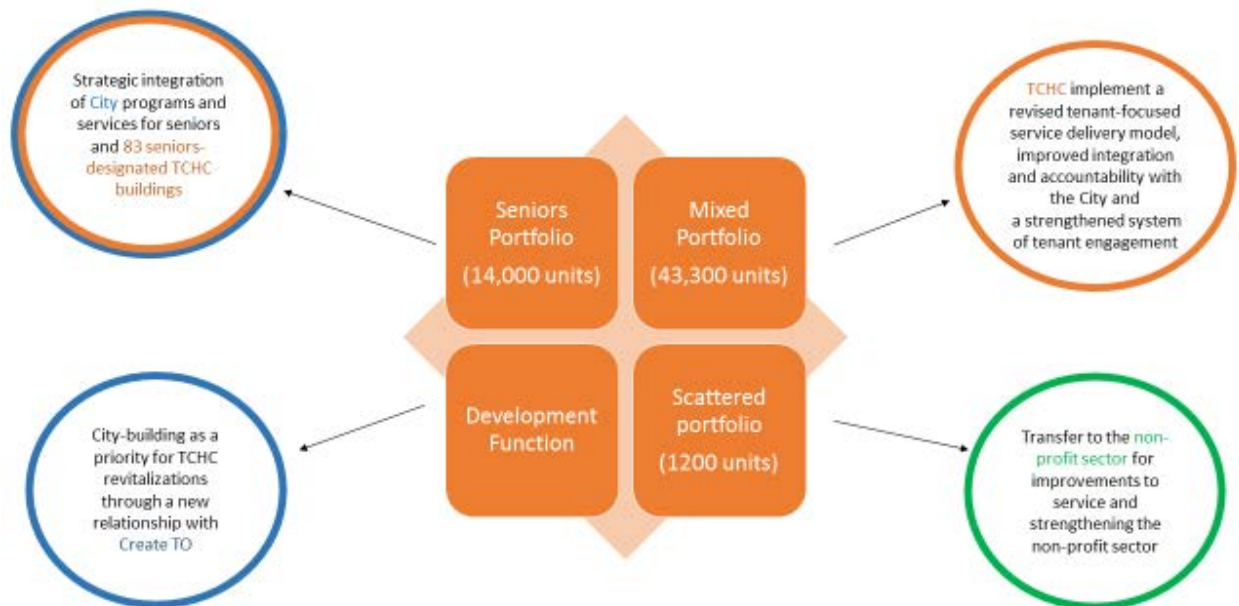 Strategic integration
of City programs and
services for seniors
and 83 seniors-
designated TCHC
buildings
Seniors
Portfolio
(14,000 units)
Mixed
Portfolio
(43,300 units)
TCHC implement a
revised tenant-focused
service delivery model,
improved integration
and accountability with
the City and
a strengthened system
of tenant engagement
City-building as a
priority for TCHC
revitalizations
through a new
relationship with
Create TO
Development
Function
Scattered
portfolio
(1200 units)
Transfer to the non-
profit sector for
improvements to
service and
strengthening the
non-profit sector